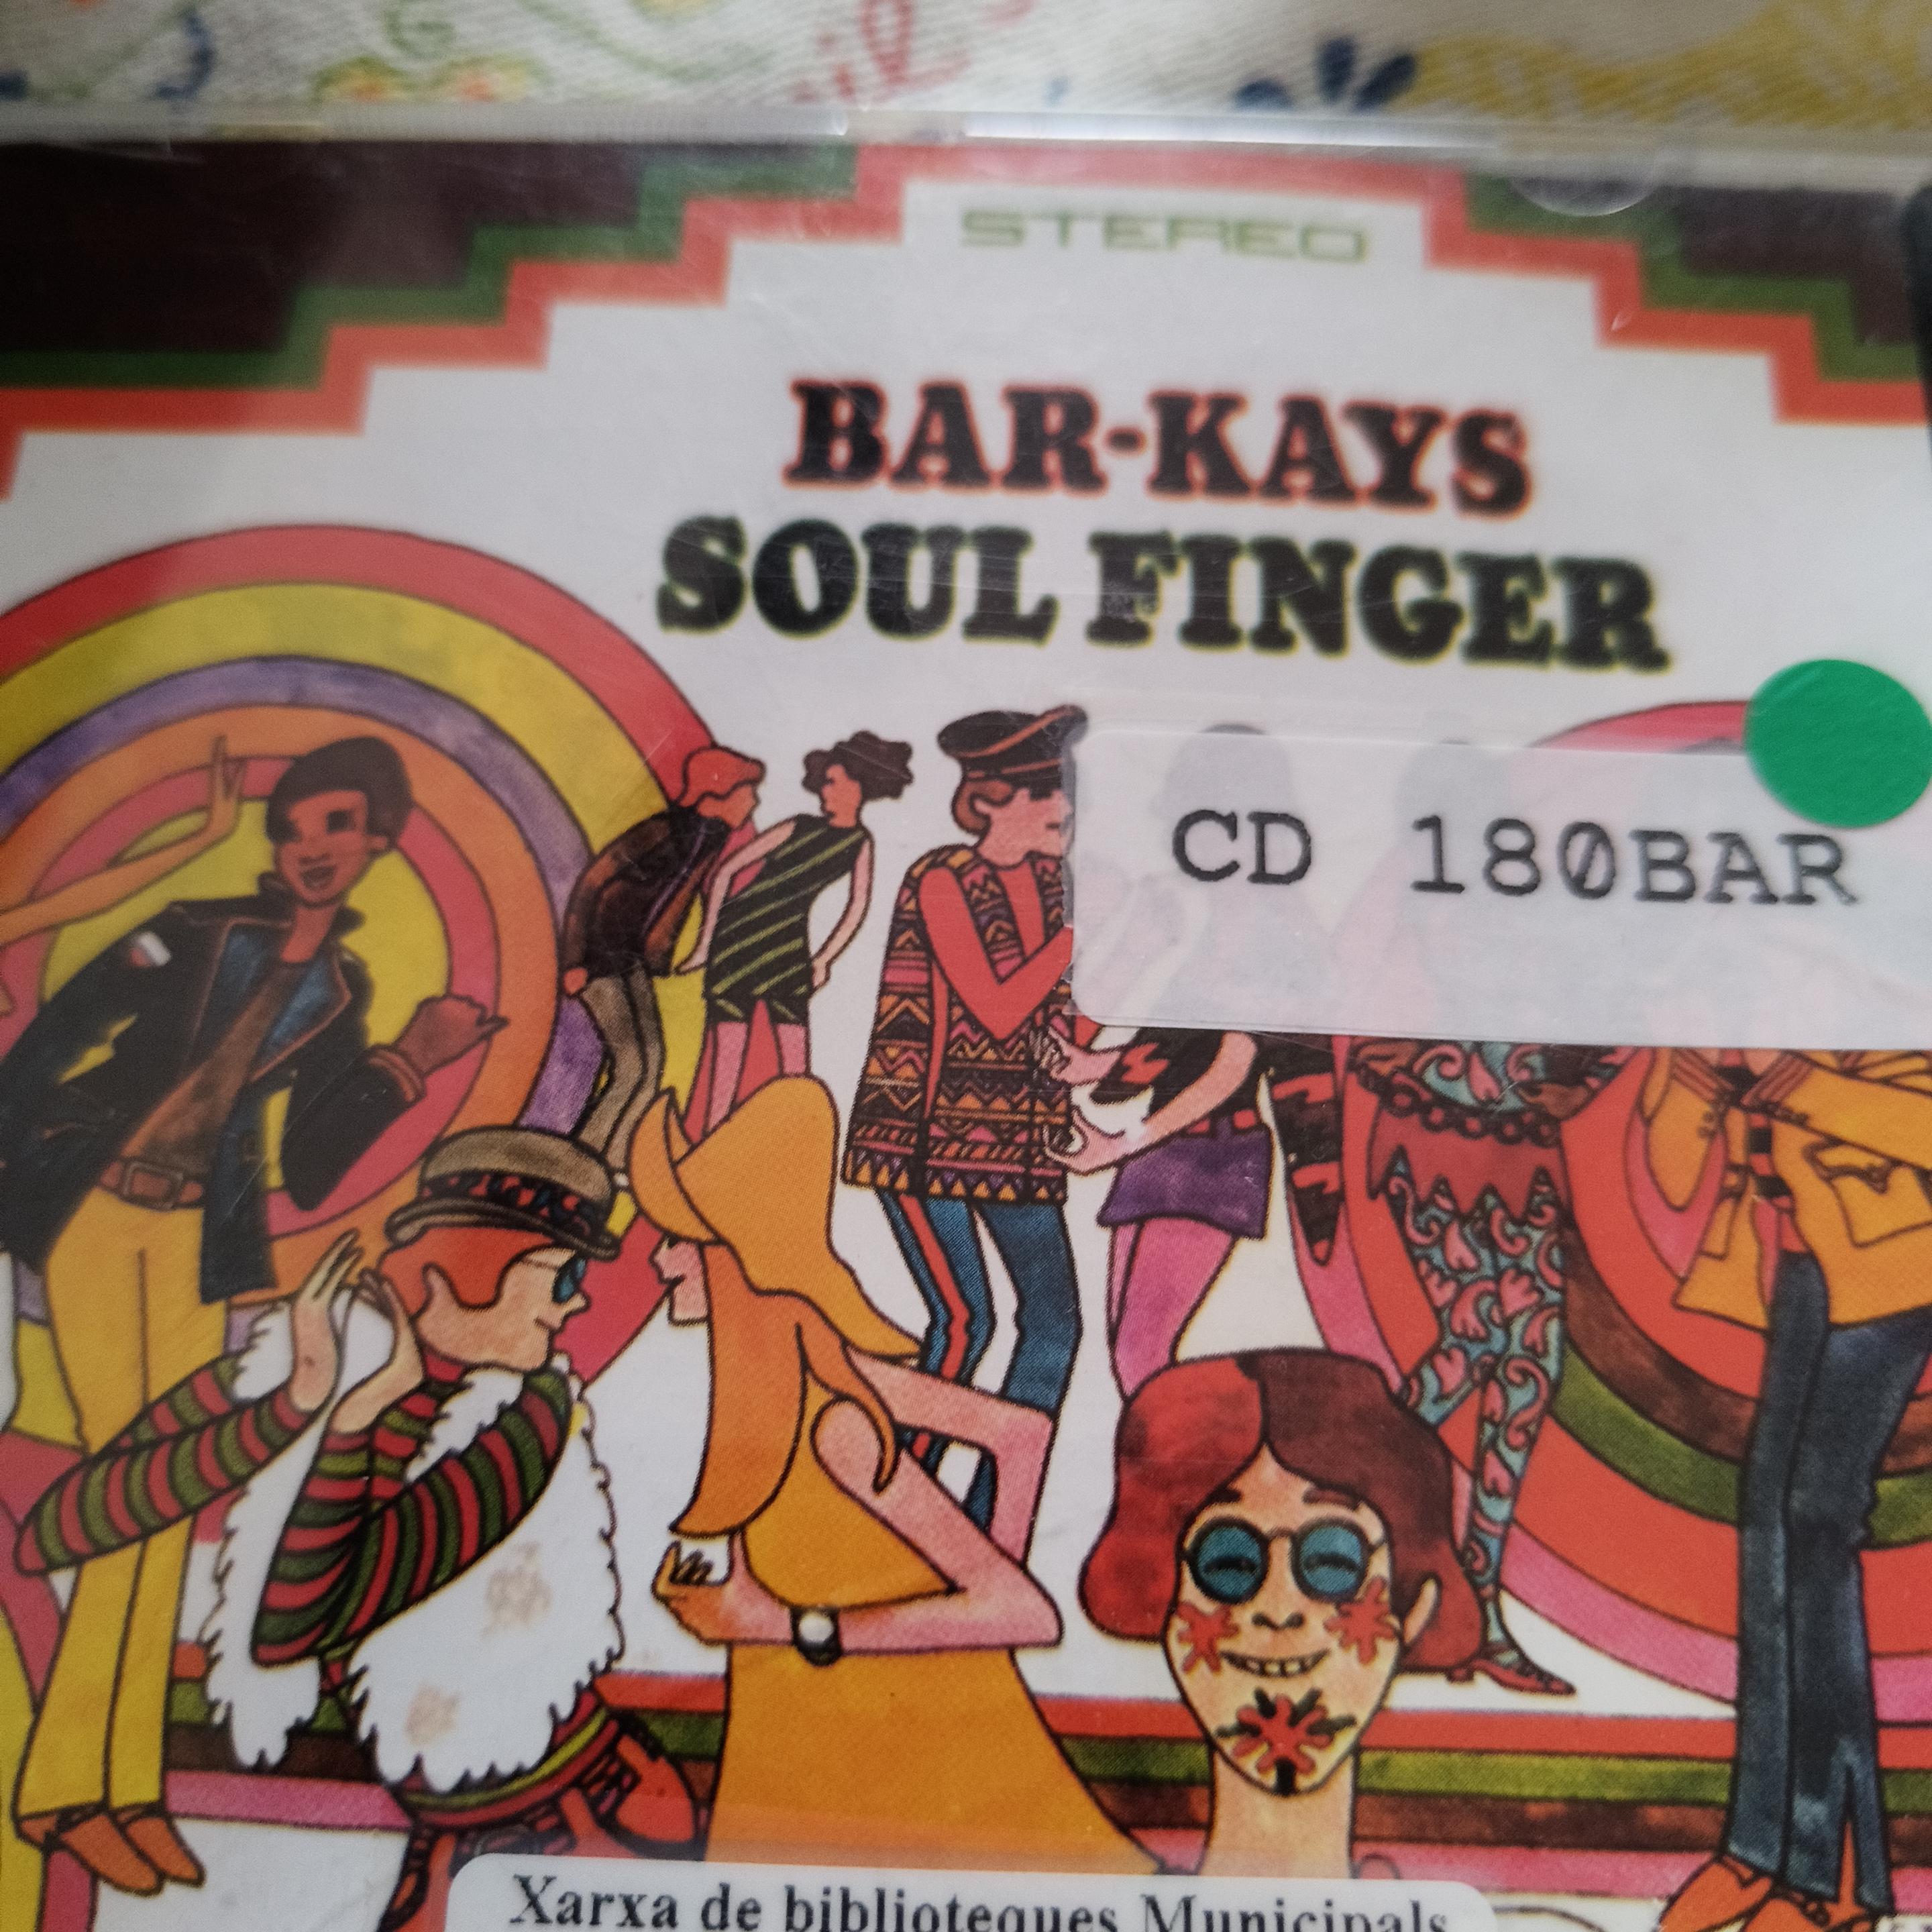 STEREO
BAR-KAYS
SOUL FINGER
CD 180BAR
Xarxa de biblioteques Municipals